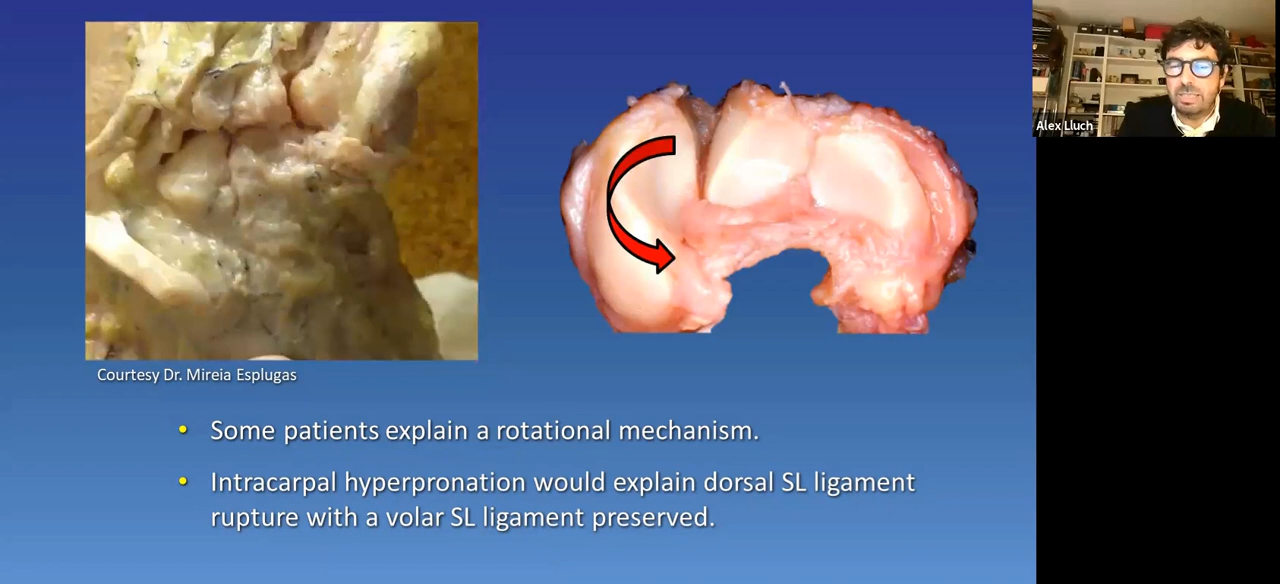 Alex Lluch
Courtesy Dr. Mireia Esplugas
• Some patients explain a rotational mechanism.
• Intracarpal hyperpronation would explain dorsal SL ligament
rupture with a volar SL ligament preserved.